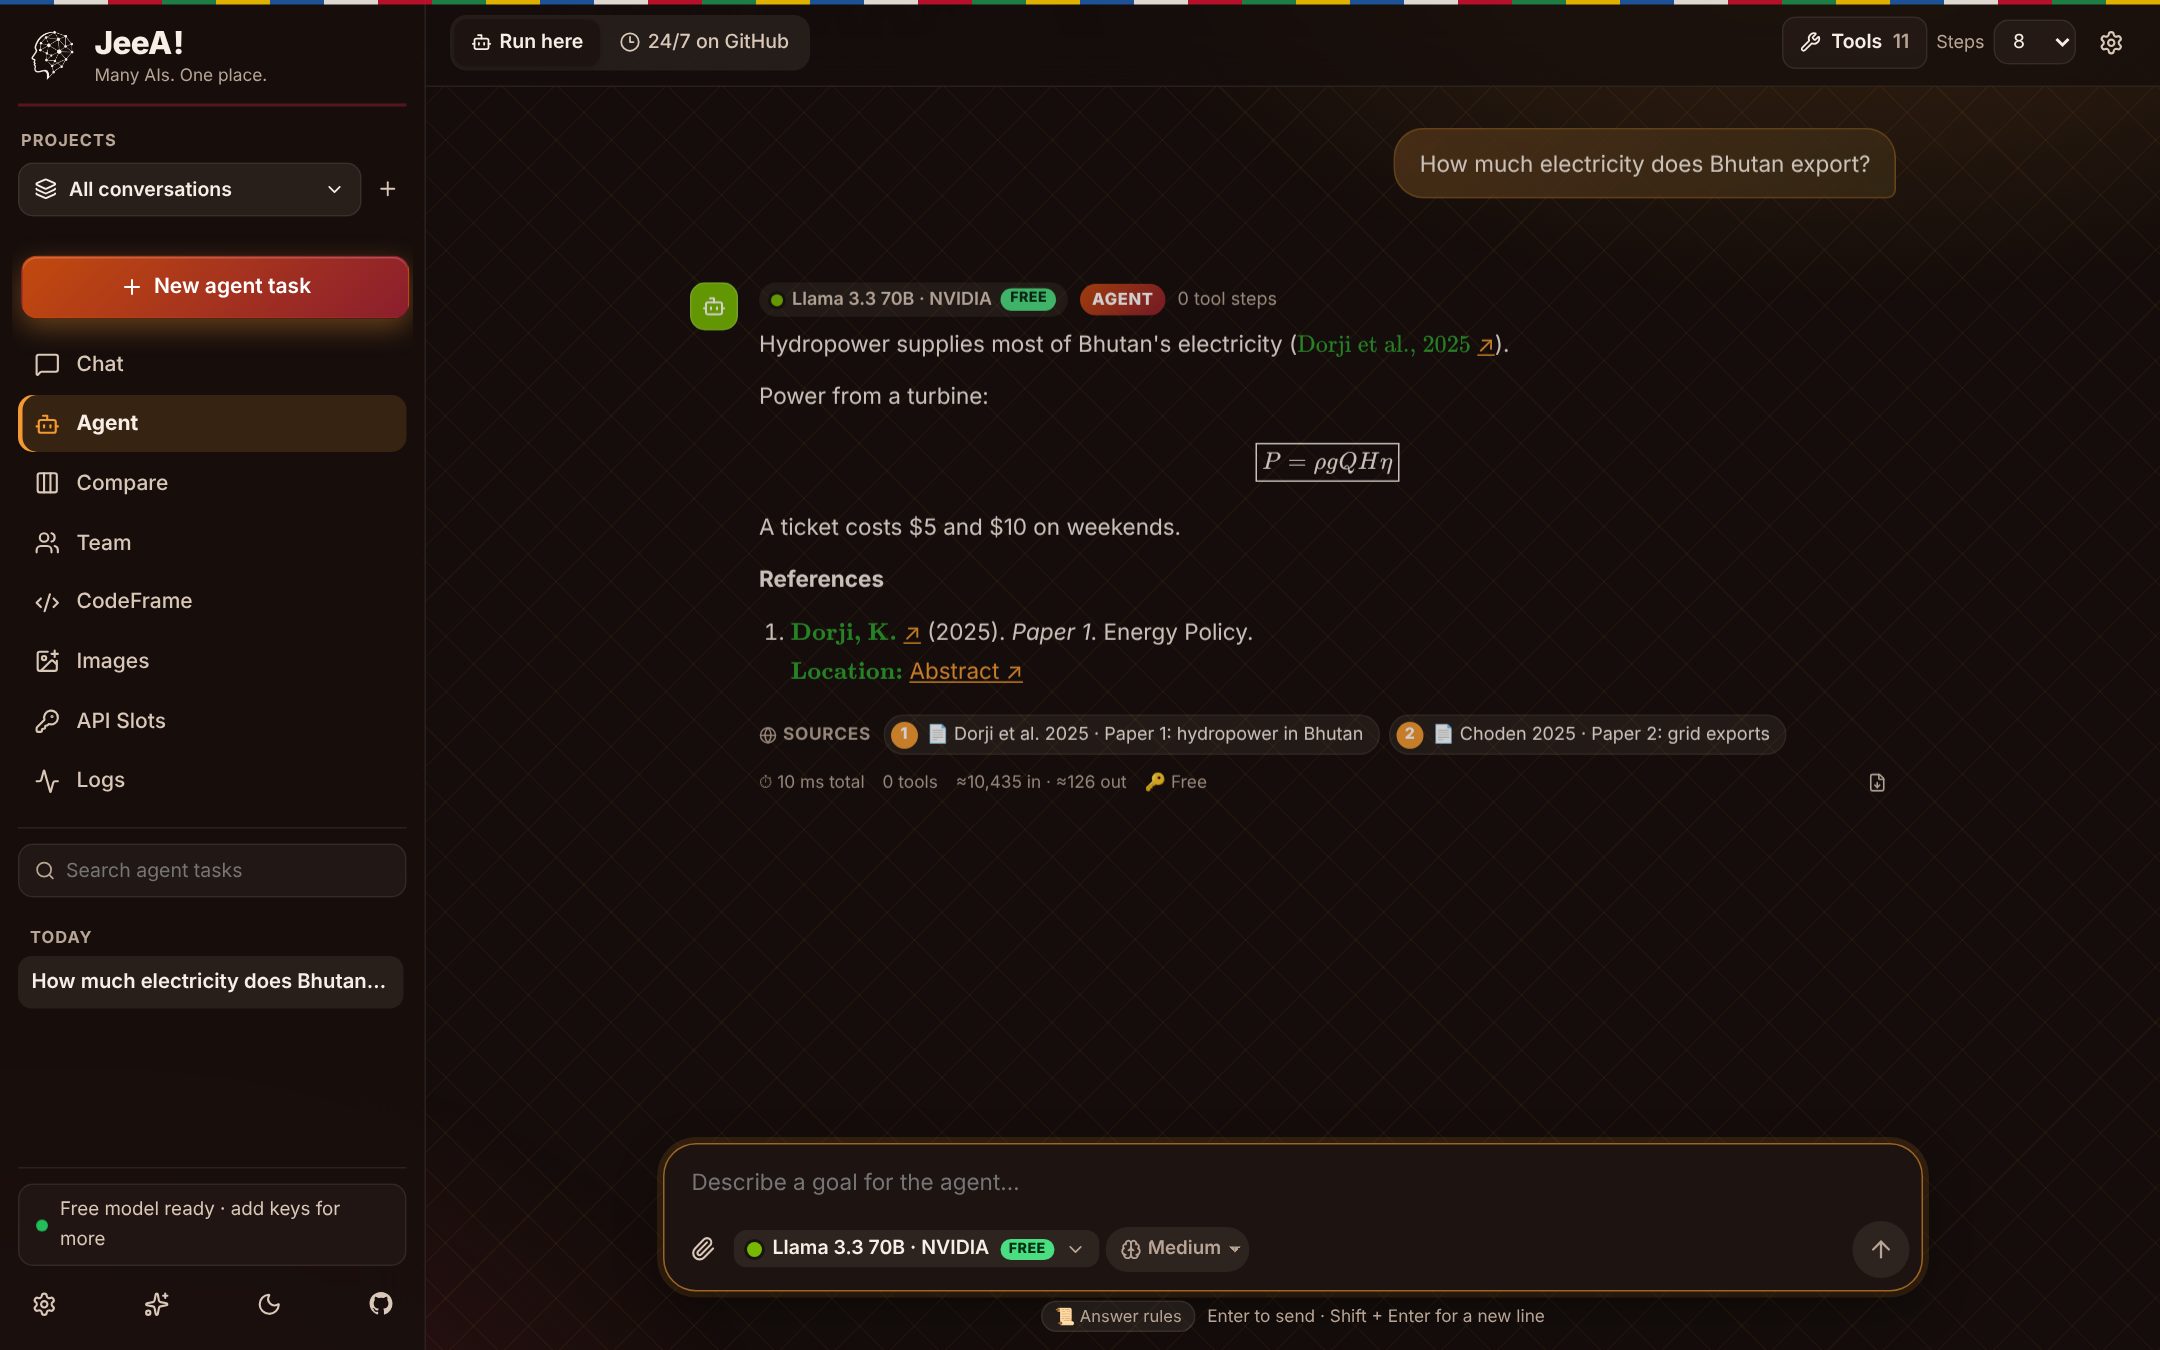 JeeA!
Many AIs. One place.
PROJECTS
All conversations
New agent task
Chat
Agent
Compare
Team
CodeFrame
Images
API Slots
Logs
Search agent tasks
TODAY
How much electricity does Bhutan...
Free model ready · add keys for
more
Run here
24/7 on GitHub
Tools 11
Steps 8
How much electricity does Bhutan export?
Llama 3.3 70B · NVIDIA FREE AGENT 0 tool steps
Hydropower supplies most of Bhutan's electricity (Dorji et al., 2025 ↗).
Power from a turbine:
P = ρgQHη
A ticket costs $5 and $10 on weekends.
References
1. Dorji, K. ↗ (2025). Paper 1. Energy Policy.
Location: Abstract ↗
SOURCES 1 Dorji et al. 2025 · Paper 1: hydropower in Bhutan 2 Choden 2025 · Paper 2: grid exports
10 ms total 0 tools ≈10,435 in · ≈126 out Free
Describe a goal for the agent...
Llama 3.3 70B · NVIDIA FREE Medium
Answer rules Enter to send · Shift + Enter for a new line